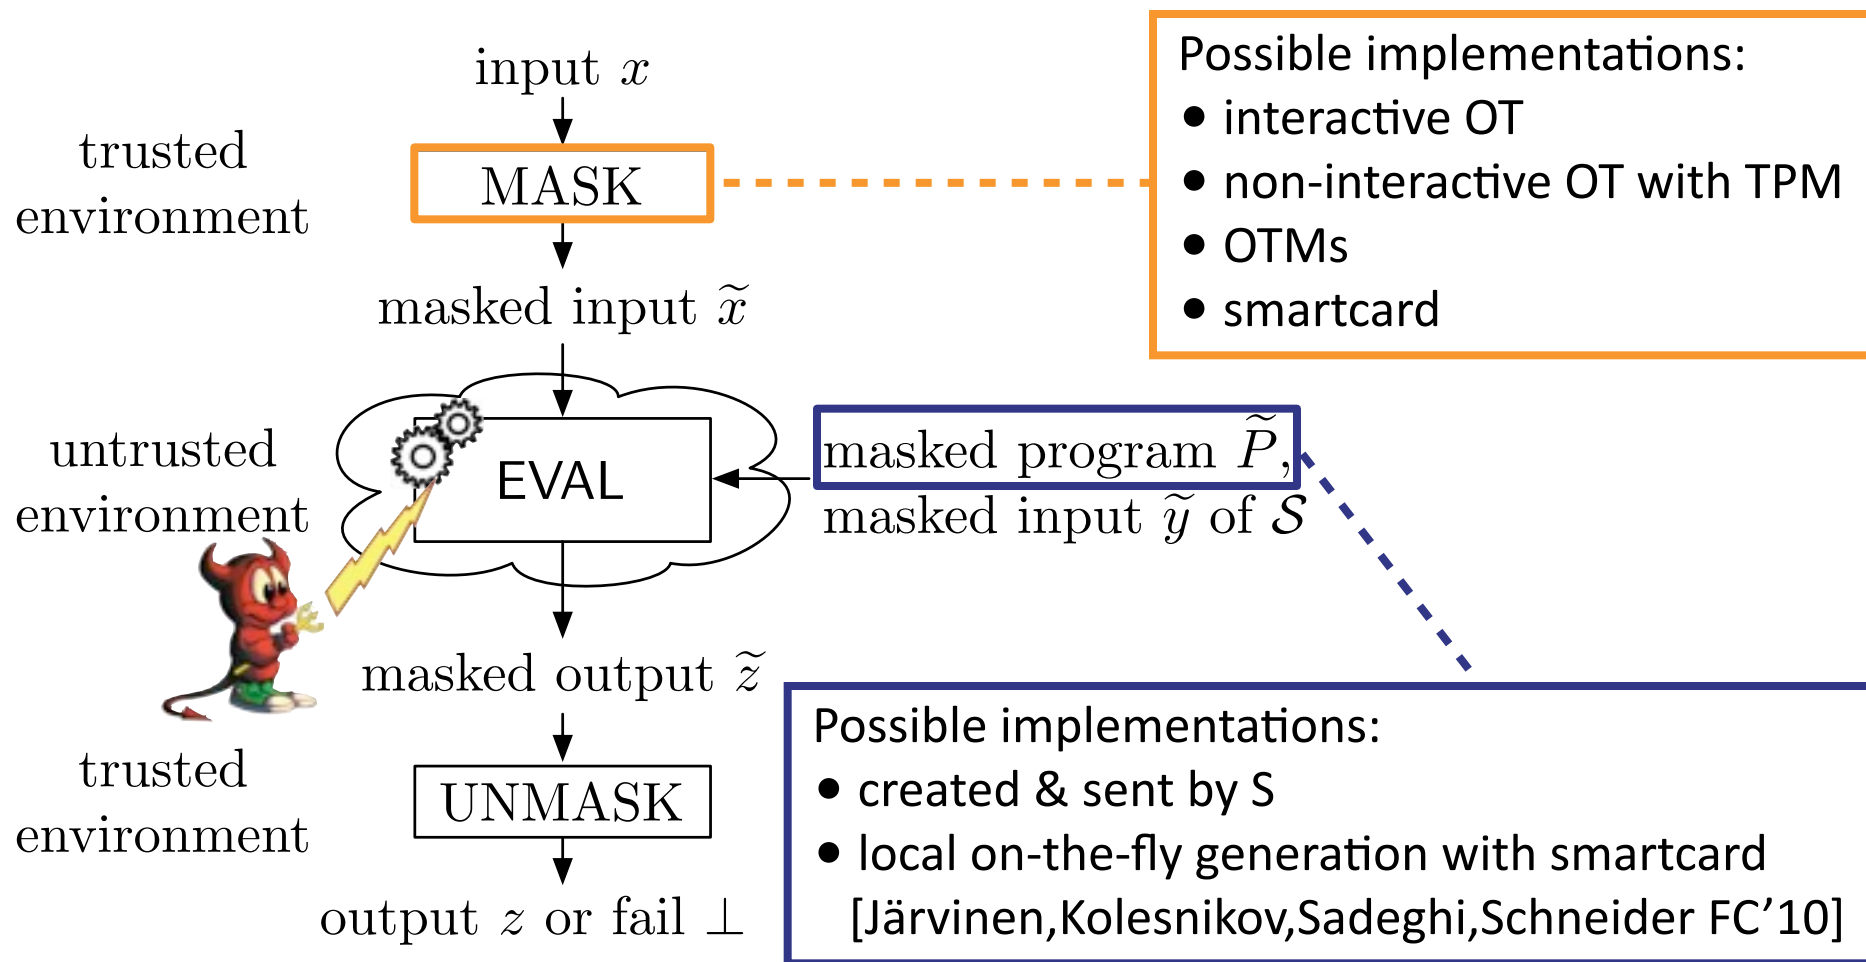 input x
trusted
environment
MASK
masked input x̃
Possible implementations:
• interactive OT
• non-interactive OT with TPM
• OTMs
• smartcard
untrusted
environment
EVAL
masked program P̃,
masked input ỹ of 𝒮
masked output z̃
trusted
environment
UNMASK
output z or fail ⊥
Possible implementations:
• created & sent by S
• local on-the-fly generation with smartcard
[Järvinen,Kolesnikov,Sadeghi,Schneider FC’10]